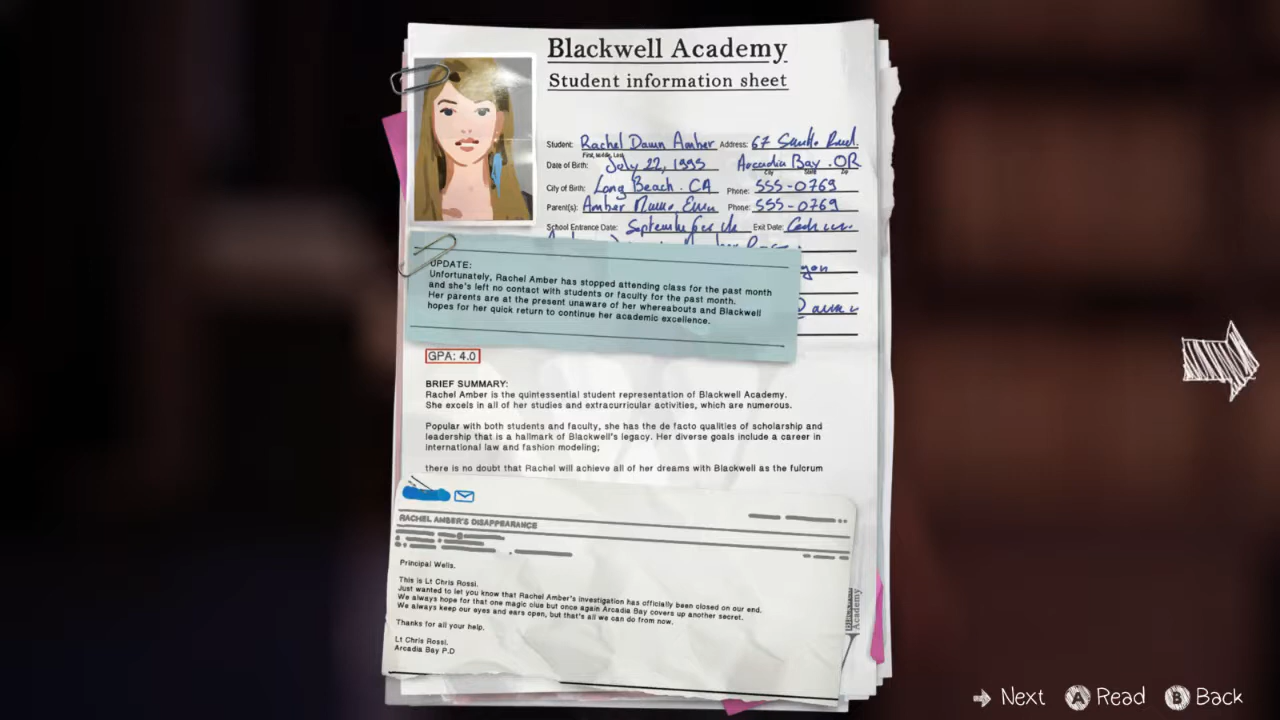 Blackwell Academy
Student information sheet
Student: Rachel Dawn Amber Address: 67
First, Middle, Last
Date of Birth: July 22, 1995 Arcadia Bay .OR
City State Zip
City of Birth: Long Beach . CA Phone: 555-0769
Parent(s): Amber Phone: 555-0769
School Entrance Date: Exit Date:
UPDATE:
Unfortunately, Rachel Amber has stopped attending class for the past month
and she's left no contact with students or faculty for the past month.
Her parents are at the present unaware of her whereabouts and Blackwell
hopes for her quick return to continue her academic excellence.
GPA: 4.0
BRIEF SUMMARY:
Rachel Amber is the quintessential student representation of Blackwell Academy.
She excels in all of her studies and extracurricular activities, which are numerous.
Popular with both students and faculty, she has the de facto qualities of scholarship and
leadership that is a hallmark of Blackwell's legacy. Her diverse goals include a career in
international law and fashion modeling;
there is no doubt that Rachel will achieve all of her dreams with Blackwell as the fulcrum
RACHEL AMBER'S DISAPPEARANCE
Principal Wells.
This is Lt Chris Rossi.
Just wanted to let you know that Rachel Amber's investigation has officially been closed on our end.
We always hope for that one magic clue but once again Arcadia Bay covers up another secret.
We always keep our eyes and ears open, but that's all we can do from now.
Thanks for all your help.
Lt Chris Rossi.
Arcadia Bay P.D
Academy
Next A Read B Back